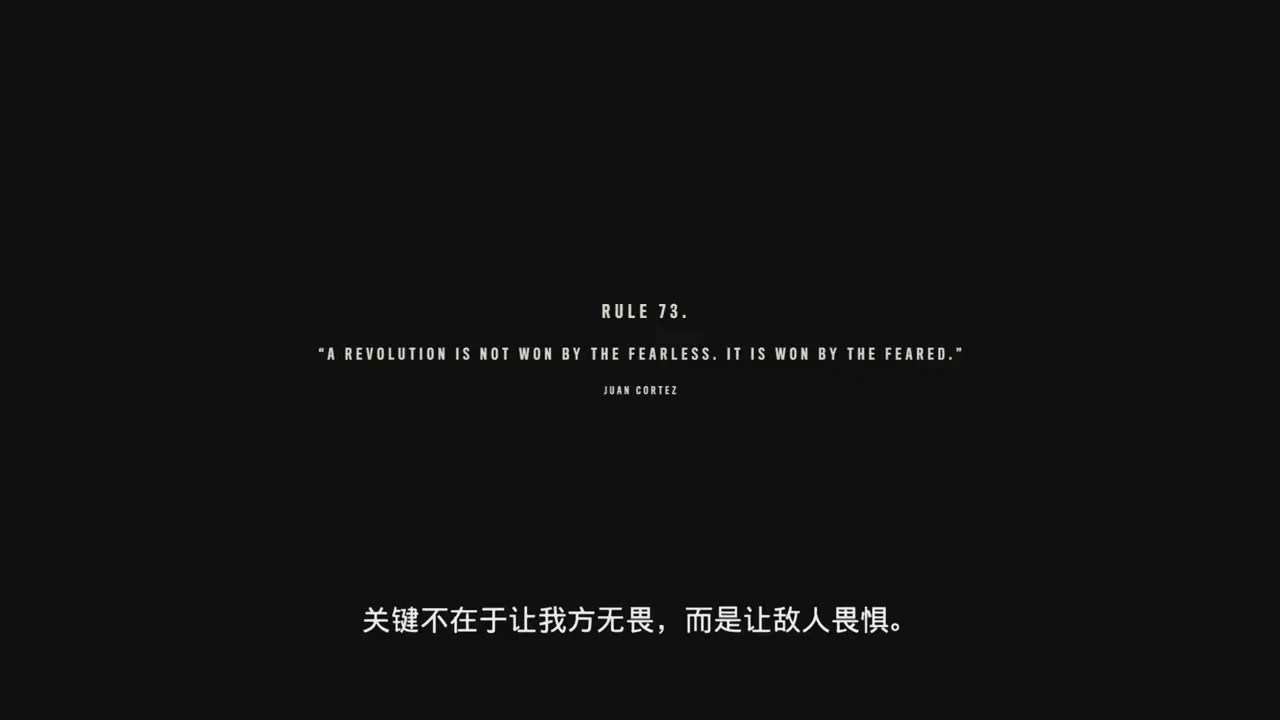 RULE 73.
“A REVOLUTION IS NOT WON BY THE FEARLESS. IT IS WON BY THE FEARED.”
JUAN CORTEZ
关键不在于让我方无畏，而是让敌人畏惧。